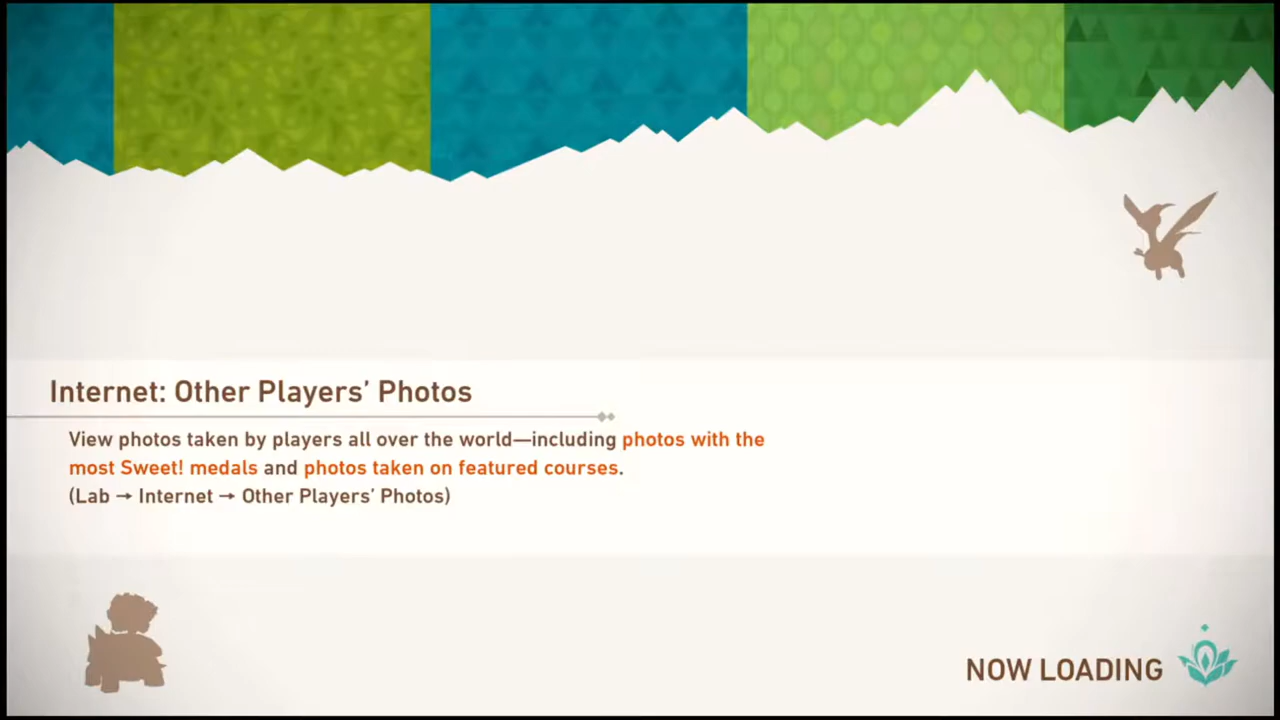 Internet: Other Players’ Photos
View photos taken by players all over the world—including photos with the
most Sweet! medals and photos taken on featured courses.
(Lab → Internet → Other Players’ Photos)
NOW LOADING